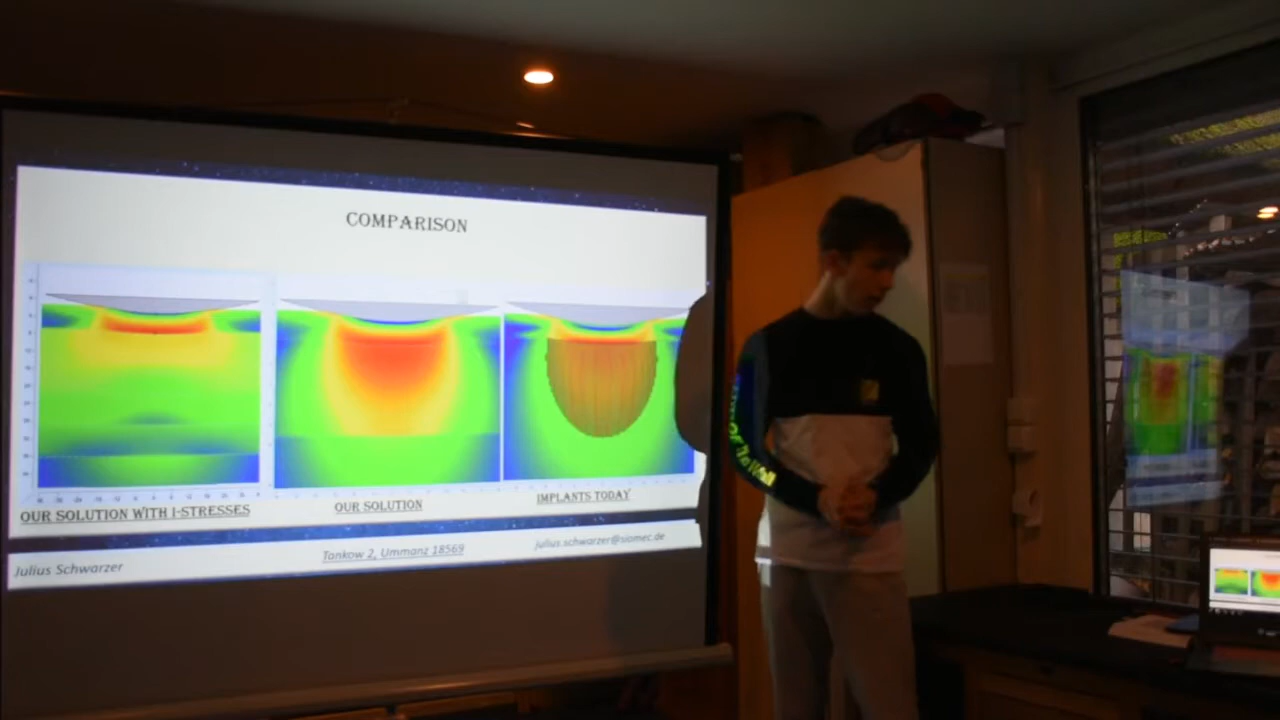 COMPARISON
OUR SOLUTION WITH I-STRESSES
OUR SOLUTION
IMPLANTS TODAY
Julius Schwarzer
Tankow 2, Ummanz 18569
julius.schwarzer@siomec.de